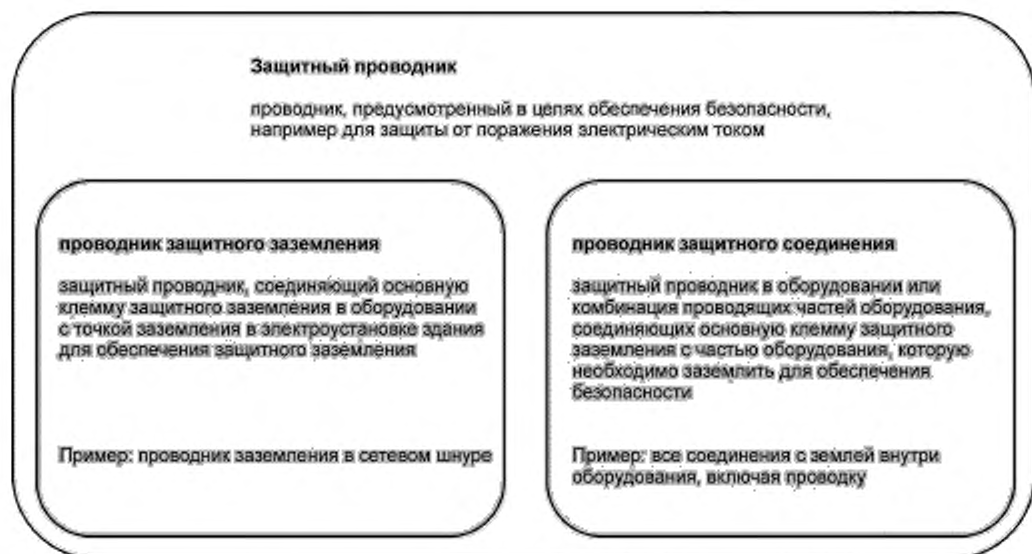 Защитный проводник
проводник, предусмотренный в целях обеспечения безопасности,
например для защиты от поражения электрическим током
проводник защитного заземления
защитный проводник, соединяющий основную
клемму защитного заземления в оборудовании
с точкой заземления в электроустановке здания
для обеспечения защитного заземления
Пример: проводник заземления в сетевом шнуре
проводник защитного соединения
защитный проводник в оборудовании или
комбинация проводящих частей оборудования,
соединяющих основную клемму защитного
заземления с частью оборудования, которую
необходимо заземлить для обеспечения
безопасности
Пример: все соединения с землей внутри
оборудования, включая проводку